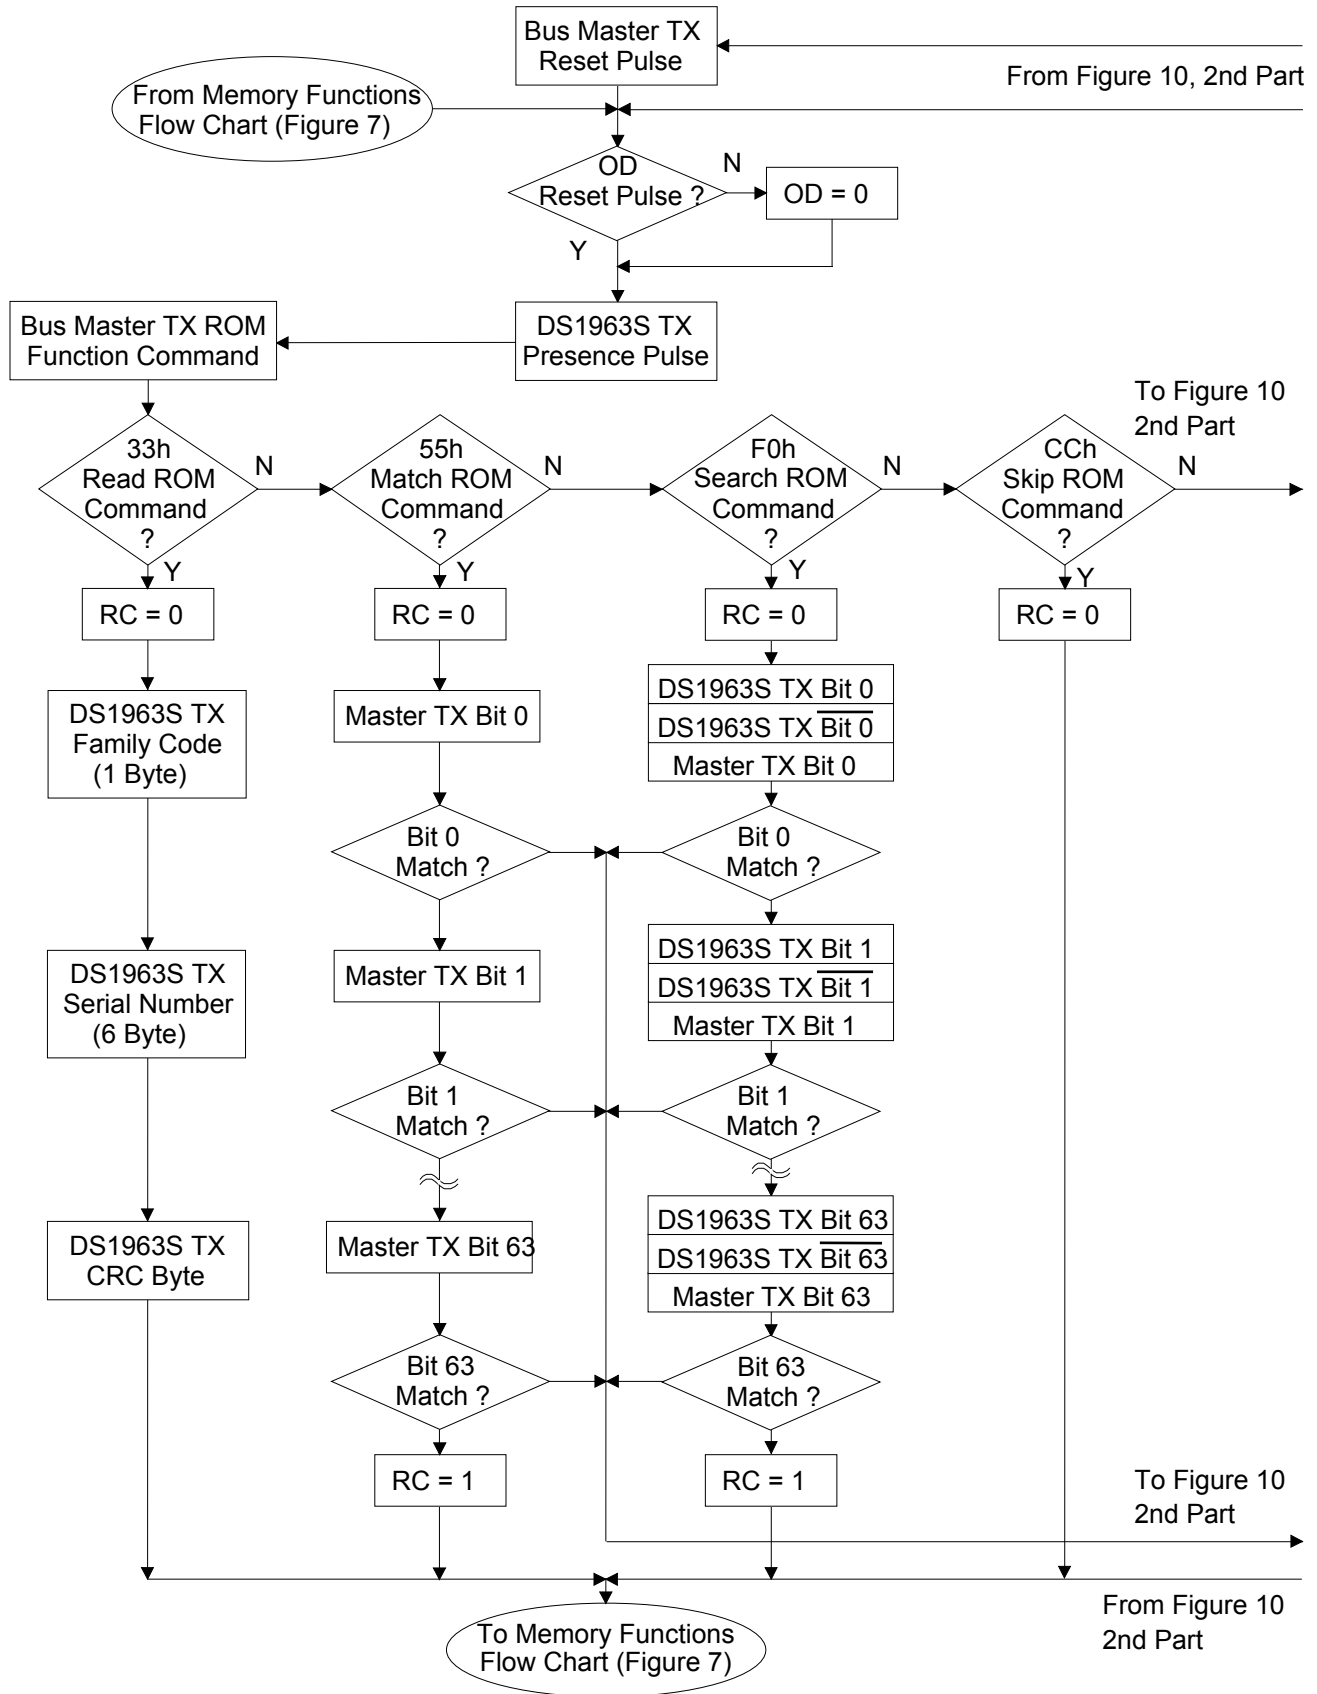 Bus Master TX
Reset Pulse
From Figure 10, 2nd Part
From Memory Functions
Flow Chart (Figure 7)
OD
Reset Pulse ?
N
OD = 0
Y
Bus Master TX ROM
Function Command
DS1963S TX
Presence Pulse
To Figure 10
2nd Part
33h
Read ROM
Command
?
N
55h
Match ROM
Command
?
N
F0h
Search ROM
Command
?
N
CCh
Skip ROM
Command
?
N
Y
Y
Y
Y
RC = 0
RC = 0
RC = 0
RC = 0
DS1963S TX
Family Code
(1 Byte)
Master TX Bit 0
DS1963S TX Bit 0
DS1963S TX B̅i̅t̅ ̅0̅
Master TX Bit 0
Bit 0
Match ?
Bit 0
Match ?
DS1963S TX
Serial Number
(6 Byte)
Master TX Bit 1
DS1963S TX Bit 1
DS1963S TX B̅i̅t̅ ̅1̅
Master TX Bit 1
Bit 1
Match ?
Bit 1
Match ?
DS1963S TX
CRC Byte
Master TX Bit 63
DS1963S TX Bit 63
DS1963S TX B̅i̅t̅ ̅6̅3̅
Master TX Bit 63
Bit 63
Match ?
Bit 63
Match ?
RC = 1
RC = 1
To Figure 10
2nd Part
From Figure 10
2nd Part
To Memory Functions
Flow Chart (Figure 7)